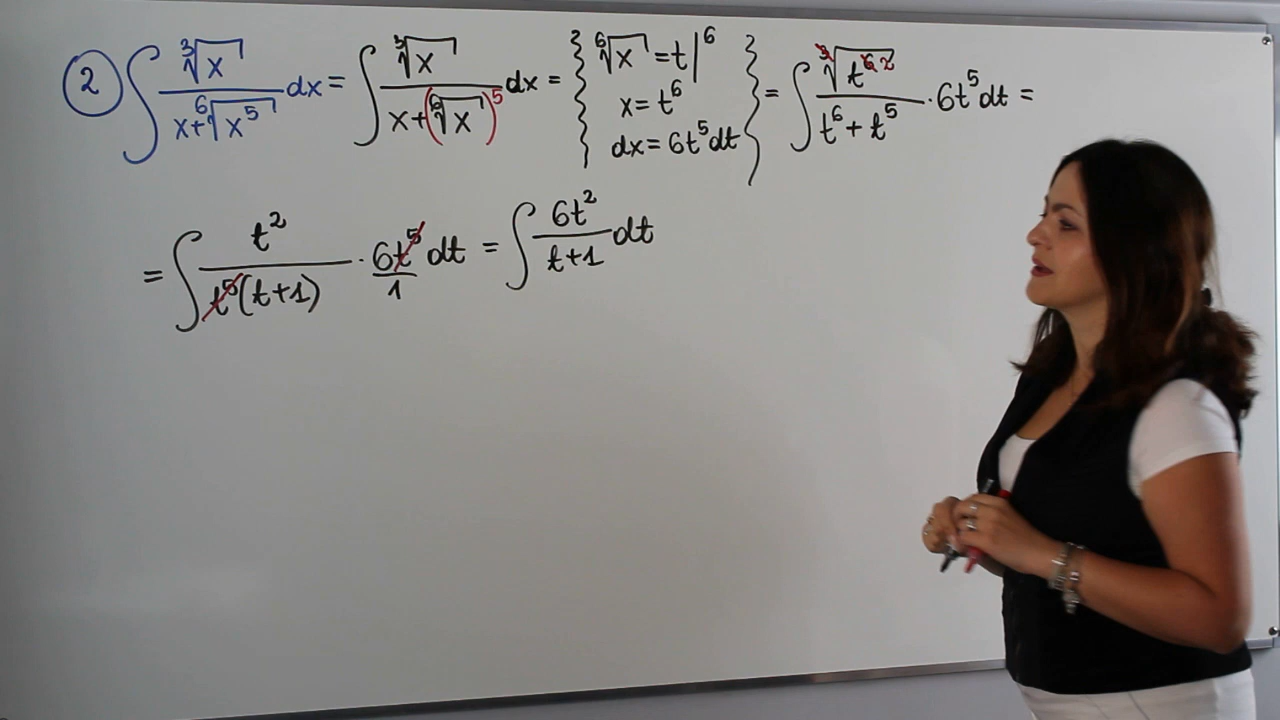 ② ∫ ∛x / (x+⁶√x⁵) dx = ∫ ∛x / (x+(⁶√x)⁵) dx = { ⁶√x = t |⁶ x = t⁶ dx = 6t⁵dt } = ∫ ∛t⁶ ² / (t⁶+t⁵) · 6t⁵dt =
= ∫ t² / (t⁵(t+1)) · 6t⁵/1 dt = ∫ 6t² / (t+1) dt